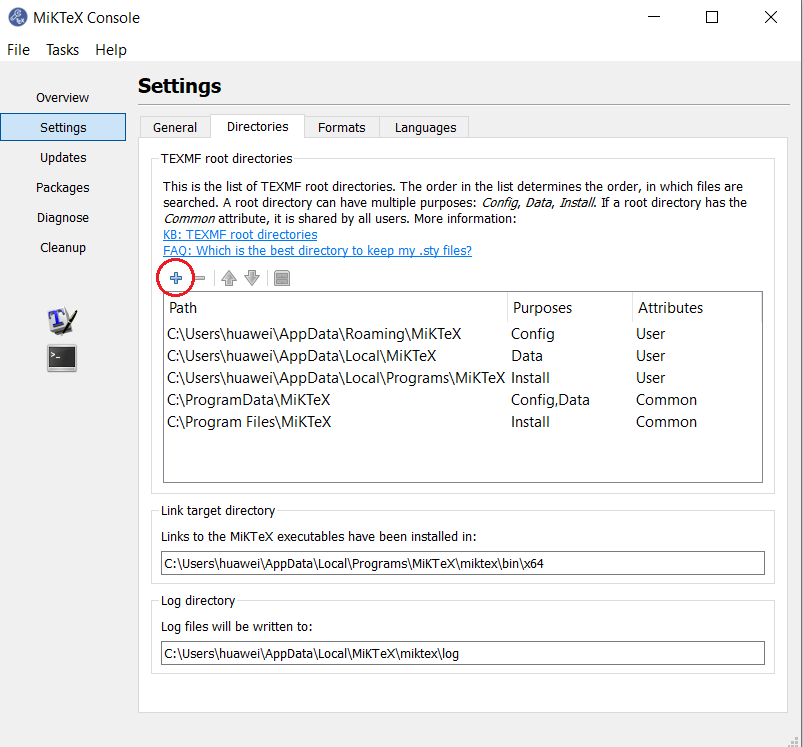 MiKTeX Console
File Tasks Help
Settings
Overview
Settings
Updates
Packages
Diagnose
Cleanup
General Directories Formats Languages
TEXMF root directories
This is the list of TEXMF root directories. The order in the list determines the order, in which files are
searched. A root directory can have multiple purposes: Config, Data, Install. If a root directory has the
Common attribute, it is shared by all users. More information:
KB: TEXMF root directories
FAQ: Which is the best directory to keep my .sty files?
Path Purposes Attributes
C:\Users\huawei\AppData\Roaming\MiKTeX Config User
C:\Users\huawei\AppData\Local\MiKTeX Data User
C:\Users\huawei\AppData\Local\Programs\MiKTeX Install User
C:\ProgramData\MiKTeX Config,Data Common
C:\Program Files\MiKTeX Install Common
Link target directory
Links to the MiKTeX executables have been installed in:
C:\Users\huawei\AppData\Local\Programs\MiKTeX\miktex\bin\x64
Log directory
Log files will be written to:
C:\Users\huawei\AppData\Local\MiKTeX\miktex\log